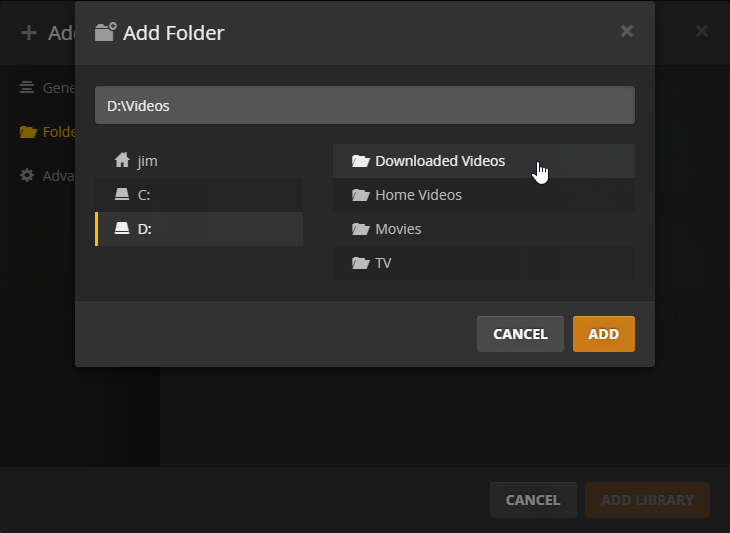 Add
Add Folder
Gene
Folde
Adva
D:\Videos
jim
C:
D:
Downloaded Videos
Home Videos
Movies
TV
CANCEL
ADD
CANCEL
ADD LIBRARY